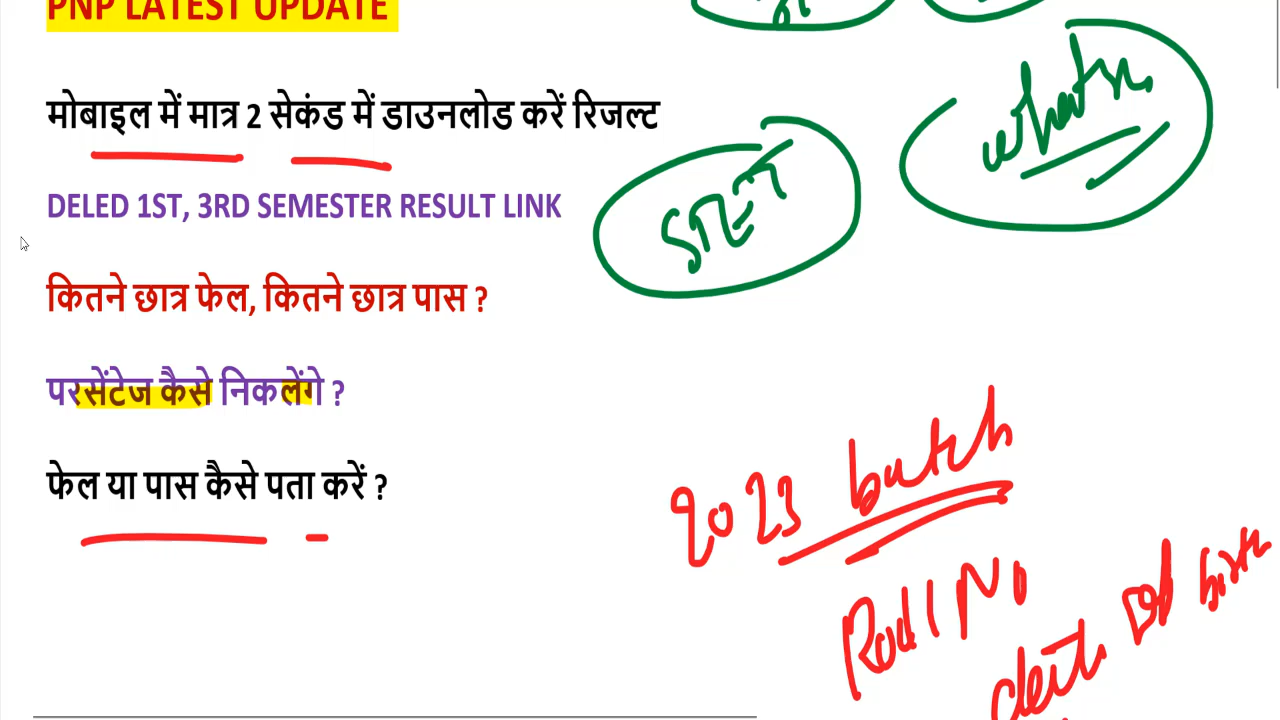 PNP LATEST UPDATE
मोबाइल में मात्र 2 सेकंड में डाउनलोड करें रिजल्ट
DELED 1ST, 3RD SEMESTER RESULT LINK
कितने छात्र फेल, कितने छात्र पास ?
परसेंटेज कैसे निकलेंगे ?
फेल या पास कैसे पता करें ?
2023 batch
Roll No